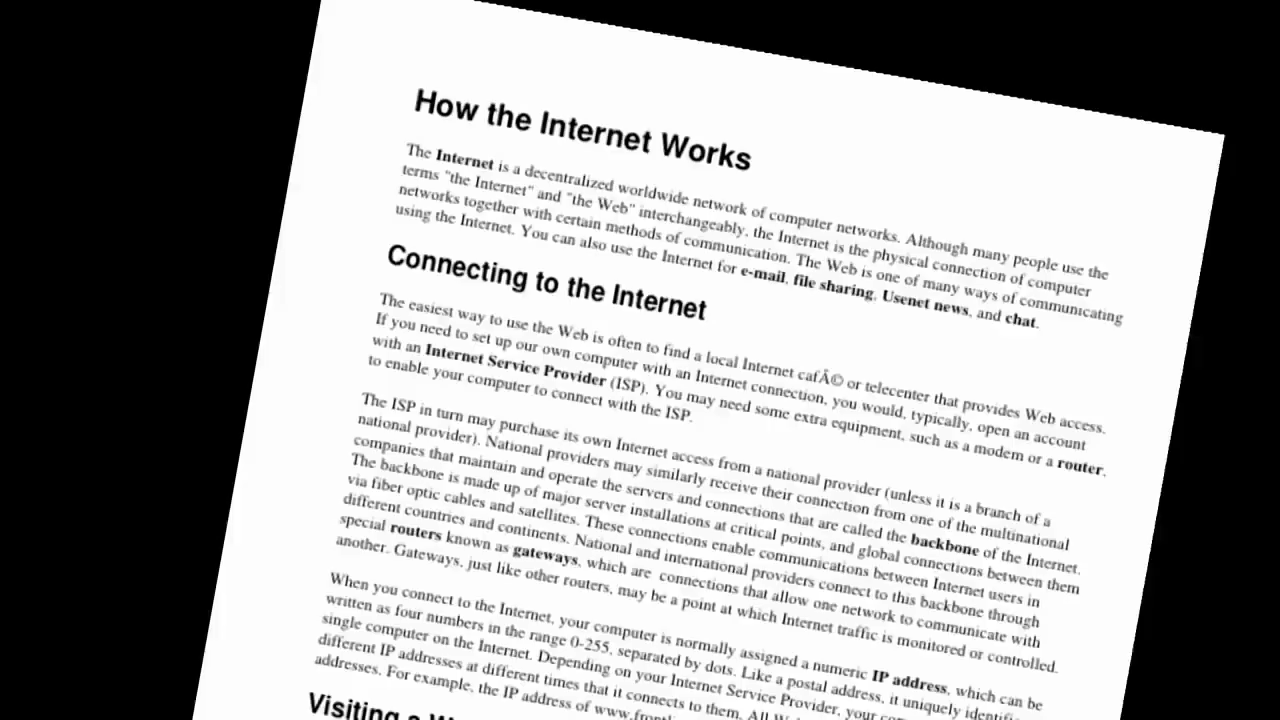 How the Internet Works
The Internet is a decentralized worldwide network of computer networks. Although many people use the
terms "the Internet" and "the Web" interchangeably, the Internet is the physical connection of computer
networks together with certain methods of communication. The Web is one of many ways of communicating
using the Internet. You can also use the Internet for e-mail, file sharing, Usenet news, and chat.
Connecting to the Internet
The easiest way to use the Web is often to find a local Internet cafÃ© or telecenter that provides Web access.
If you need to set up our own computer with an Internet connection, you would, typically, open an account
with an Internet Service Provider (ISP). You may need some extra equipment, such as a modem or a router,
to enable your computer to connect with the ISP.
The ISP in turn may purchase its own Internet access from a national provider (unless it is a branch of a
national provider). National providers may similarly receive their connection from one of the multinational
companies that maintain and operate the servers and connections that are called the backbone of the Internet.
The backbone is made up of major server installations at critical points, and global connections between them
via fiber optic cables and satellites. These connections enable communications between Internet users in
different countries and continents. National and international providers connect to this backbone through
special routers known as gateways, which are connections that allow one network to communicate with
another. Gateways, just like other routers, may be a point at which Internet traffic is monitored or controlled.
When you connect to the Internet, your computer is normally assigned a numeric IP address, which can be
written as four numbers in the range 0-255, separated by dots. Like a postal address, it uniquely
single computer on the Internet. Depending on your Internet Service Provider, your
different IP addresses at different times that it connects to them. All
addresses. For example, the IP address of
Visiting a